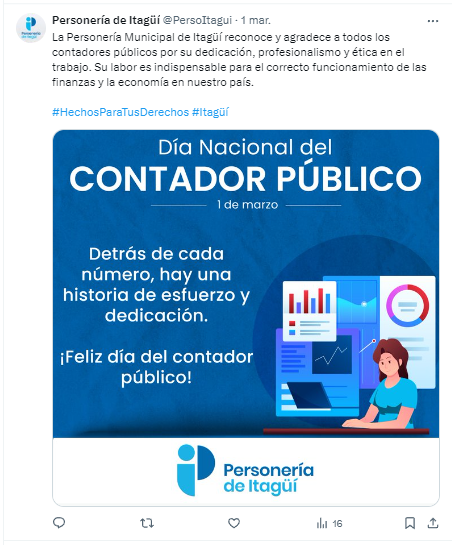 Personería de Itagüí @PersoItagui · 1 mar.
La Personería Municipal de Itagüí reconoce y agradece a todos los
contadores públicos por su dedicación, profesionalismo y ética en el
trabajo. Su labor es indispensable para el correcto funcionamiento de las
finanzas y la economía en nuestro país.
#HechosParaTusDerechos #Itagüí
Día Nacional del
CONTADOR PÚBLICO
1 de marzo
Detrás de cada
número, hay una
historia de esfuerzo y
dedicación.
¡Feliz día del contador
público!
Personería
de Itagüí
16